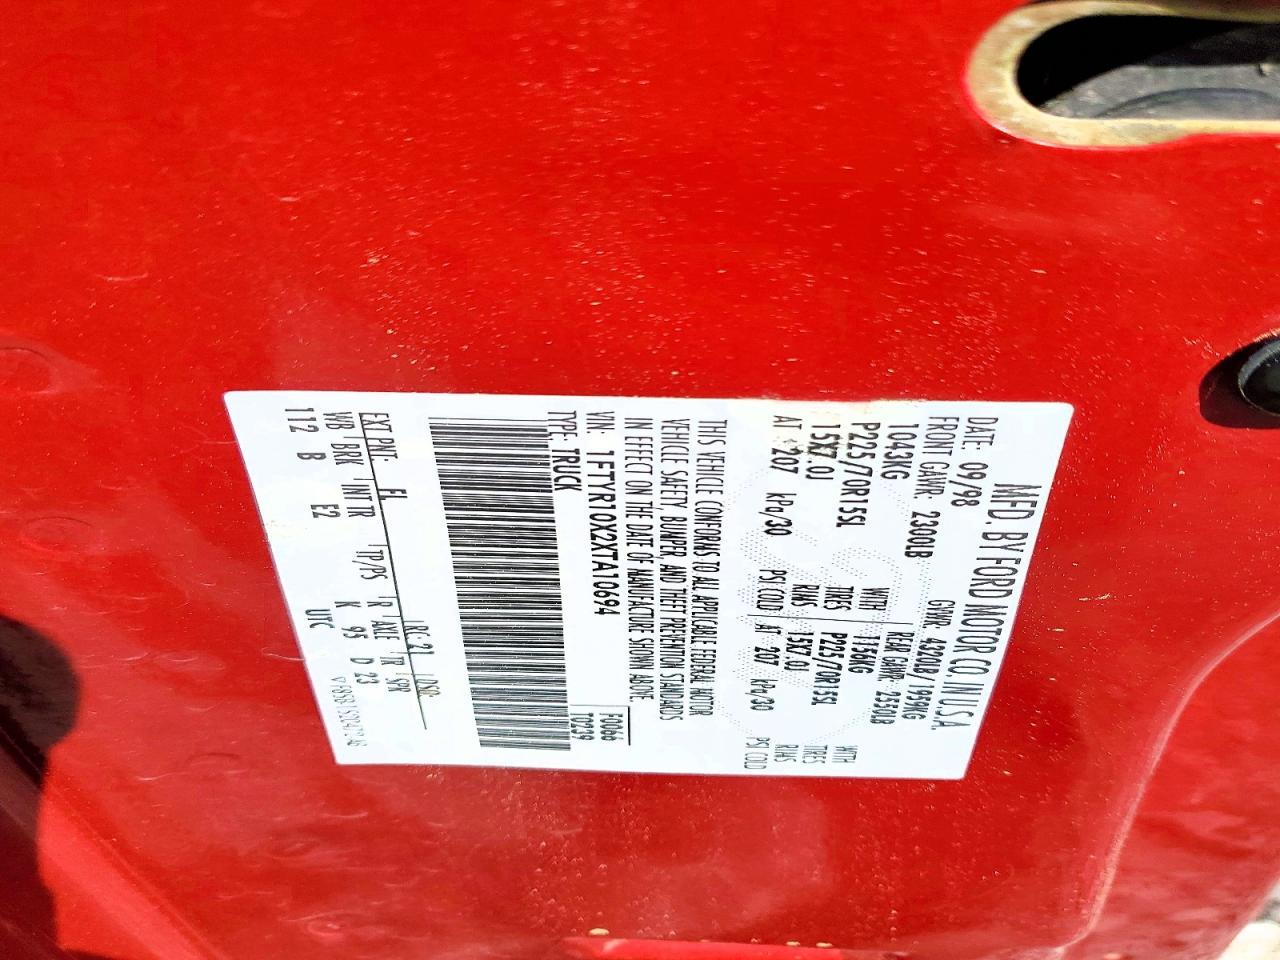 MFD. BY FORD MOTOR CO. IN U.S.A.
DATE: 09/98 GVWR: 4320LB/1959KG
FRONT GAWR: 2300LB REAR GAWR: 2550LB
1043KG WITH 1156KG WITH
P225/70R15SL TIRES P225/70R15SL TIRES
15X7.0J RIMS 15X7.0J RIMS
AT 207 kPa/30 PSI COLD AT 207 kPa/30 PSI COLD
THIS VEHICLE CONFORMS TO ALL APPLICABLE FEDERAL MOTOR
VEHICLE SAFETY, BUMPER, AND THEFT PREVENTION STANDARDS
IN EFFECT ON THE DATE OF MANUFACTURE SHOWN ABOVE.
VIN: 1FTYR10X2XTA10694 F0066
TYPE: TRUCK T0239
EXT PNT: FL RC: 21 DSO:
WB BRK INT TR TP/PS R AXLE TR SPR
112 B E2 K 95 D 23
UTC